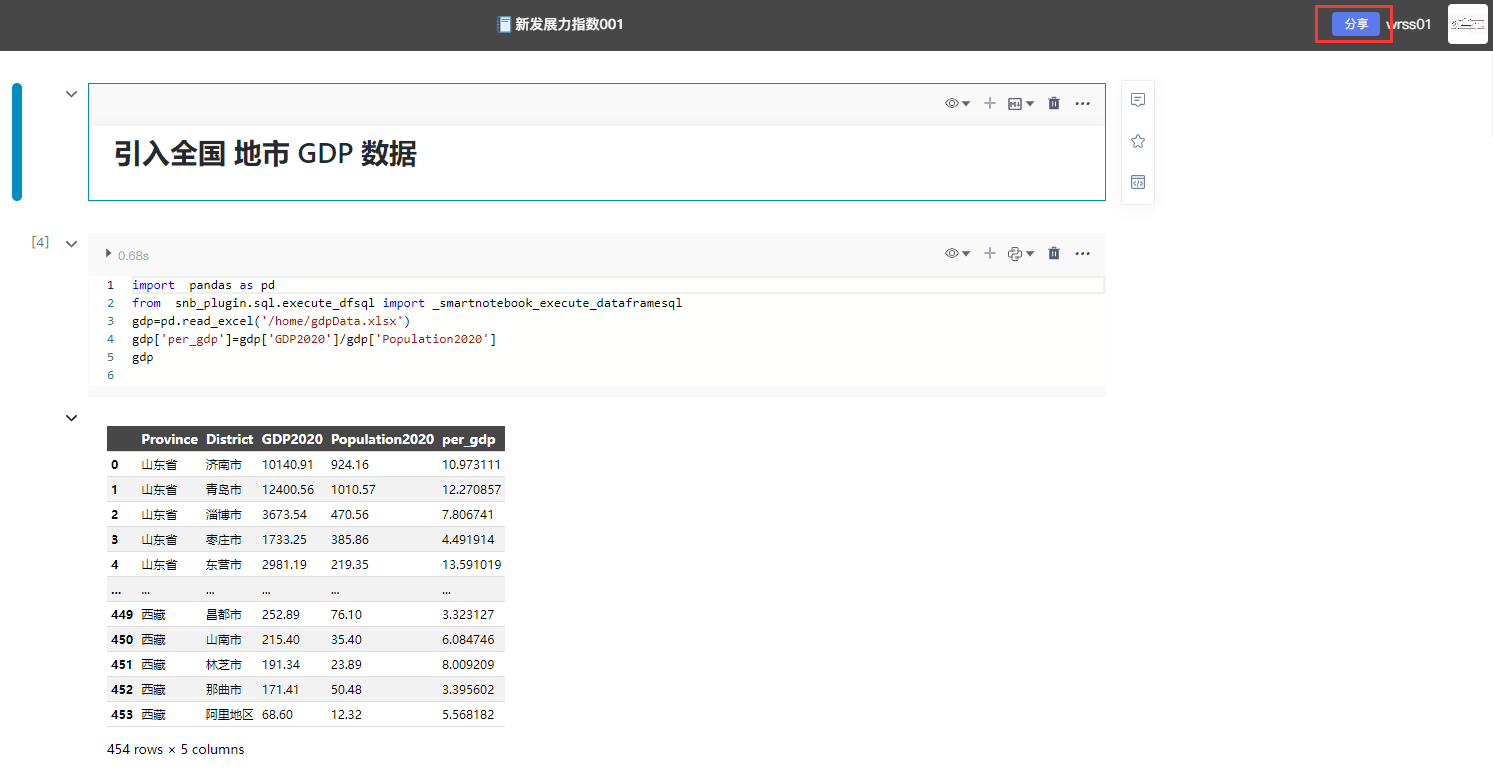 新发展力指数001
分享 wrss01
引入全国 地市 GDP 数据
[4]
0.68s
1 import  pandas as pd
2 from  snb_plugin.sql.execute_dfsql import _smartnotebook_execute_dataframesql
3 gdp=pd.read_excel('/home/gdpData.xlsx')
4 gdp['per_gdp']=gdp['GDP2020']/gdp['Population2020']
5 gdp
6
Province District GDP2020 Population2020 per_gdp
0 山东省 济南市 10140.91 924.16 10.973111
1 山东省 青岛市 12400.56 1010.57 12.270857
2 山东省 淄博市 3673.54 470.56 7.806741
3 山东省 枣庄市 1733.25 385.86 4.491914
4 山东省 东营市 2981.19 219.35 13.591019
... ... ... ... ... ...
449 西藏 昌都市 252.89 76.10 3.323127
450 西藏 山南市 215.40 35.40 6.084746
451 西藏 林芝市 191.34 23.89 8.009209
452 西藏 那曲市 171.41 50.48 3.395602
453 西藏 阿里地区 68.60 12.32 5.568182
454 rows × 5 columns